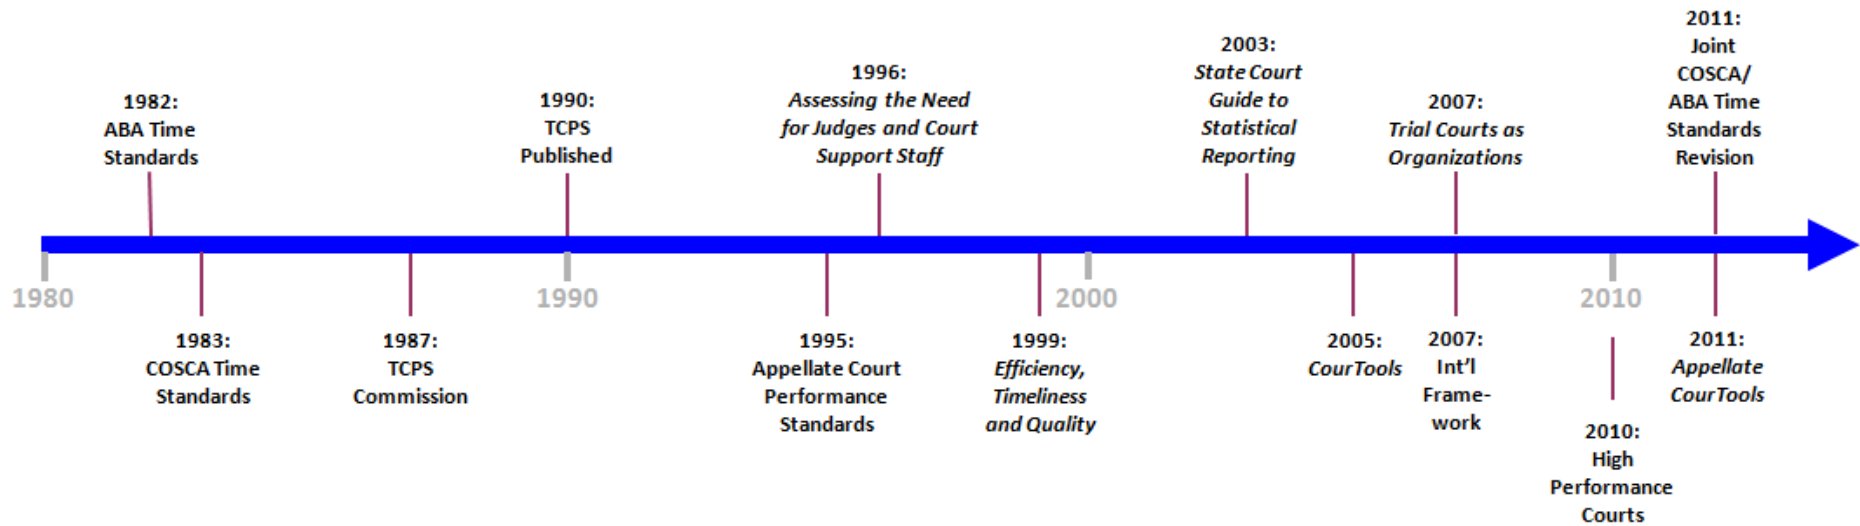 1982:
ABA Time
Standards
1990:
TCPS
Published
1996:
Assessing the Need
for Judges and Court
Support Staff
2003:
State Court
Guide to
Statistical
Reporting
2007:
Trial Courts as
Organizations
2011:
Joint
COSCA/
ABA Time
Standards
Revision
1980
1990
2000
2010
1983:
COSCA Time
Standards
1987:
TCPS
Commission
1995:
Appellate Court
Performance
Standards
1999:
Efficiency,
Timeliness
and Quality
2005:
CourTools
2007:
Int'l
Frame-
work
2010:
High
Performance
Courts
2011:
Appellate
CourTools